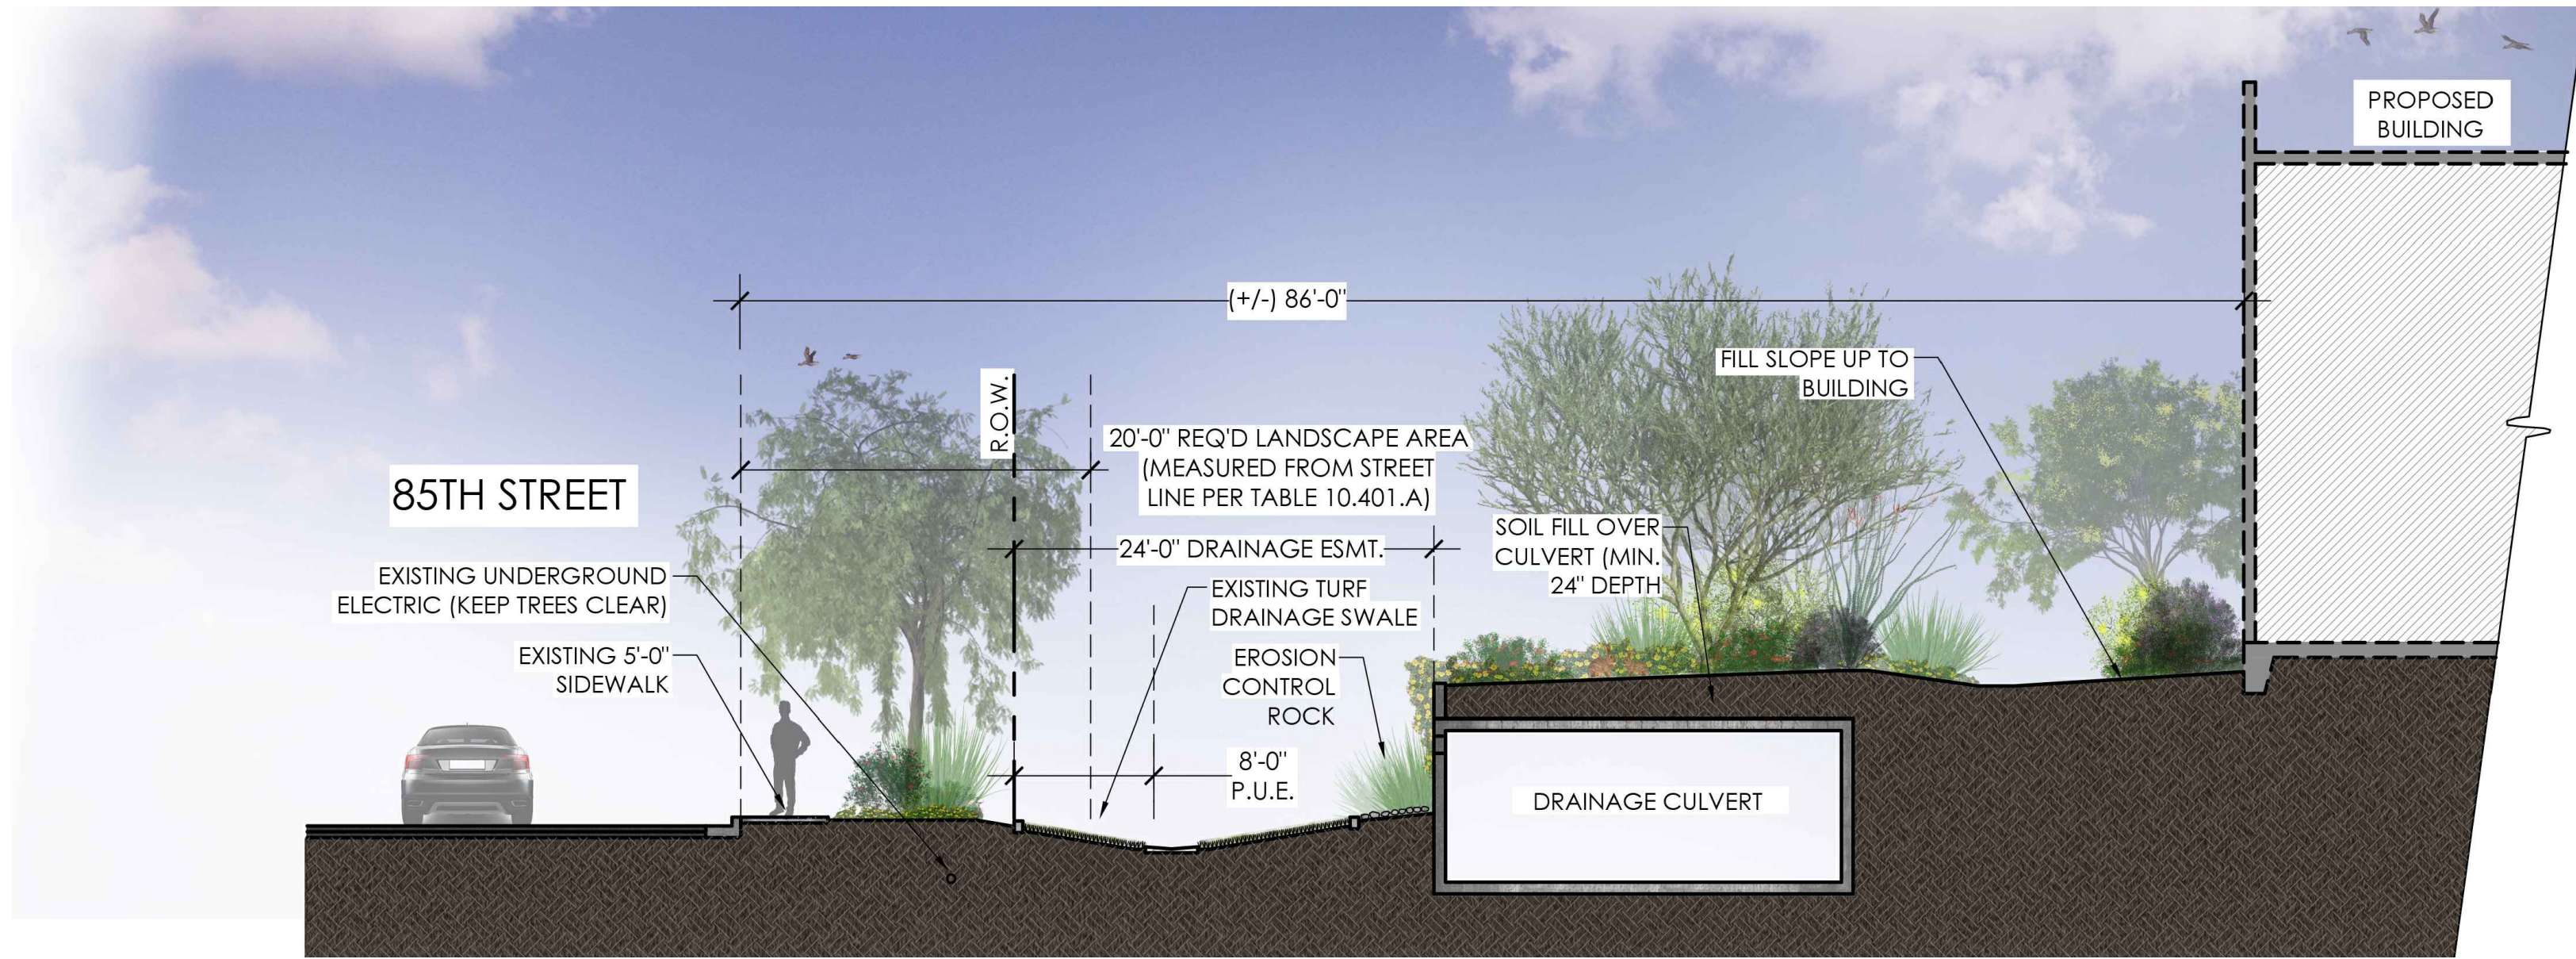 PROPOSED
BUILDING
(+/-) 86'-0"
FILL SLOPE UP TO
BUILDING
R.O.W.
20'-0" REQ'D LANDSCAPE AREA
(MEASURED FROM STREET
LINE PER TABLE 10.401.A)
85TH STREET
SOIL FILL OVER
CULVERT (MIN.
24" DEPTH
24'-0" DRAINAGE ESMT.
EXISTING UNDERGROUND
ELECTRIC (KEEP TREES CLEAR)
EXISTING TURF
DRAINAGE SWALE
EXISTING 5'-0"
SIDEWALK
EROSION
CONTROL
ROCK
8'-0"
P.U.E.
DRAINAGE CULVERT